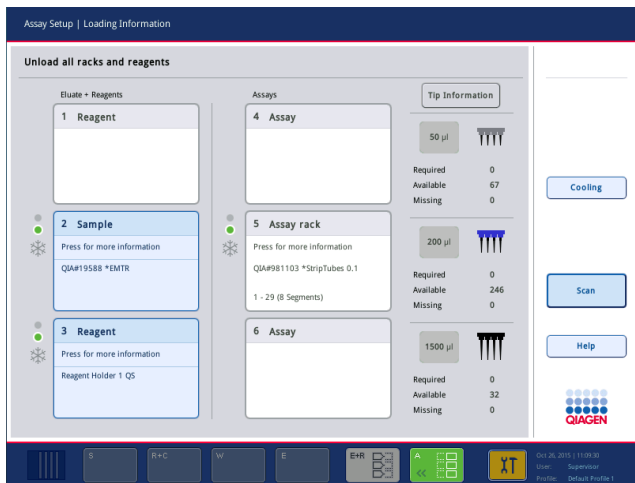 Assay Setup | Loading Information
Unload all racks and reagents
Eluate + Reagents
Assays
Tip Information
1 Reagent
4 Assay
50 µl
Required 0
Available 67
Missing 0
Cooling
2 Sample
Press for more information
QIA#19588 *EMTR
5 Assay rack
Press for more information
QIA#981103 *StripTubes 0.1
1 - 29 (8 Segments)
200 µl
Required 0
Available 246
Missing 0
Scan
3 Reagent
Press for more information
Reagent Holder 1 QS
6 Assay
1500 µl
Required 0
Available 32
Missing 0
Help
QIAGEN
S
R+C
W
E
E+R
A
Oct 26, 2015 | 11:09:30
User: Supervisor
Profile: Default Profile 1